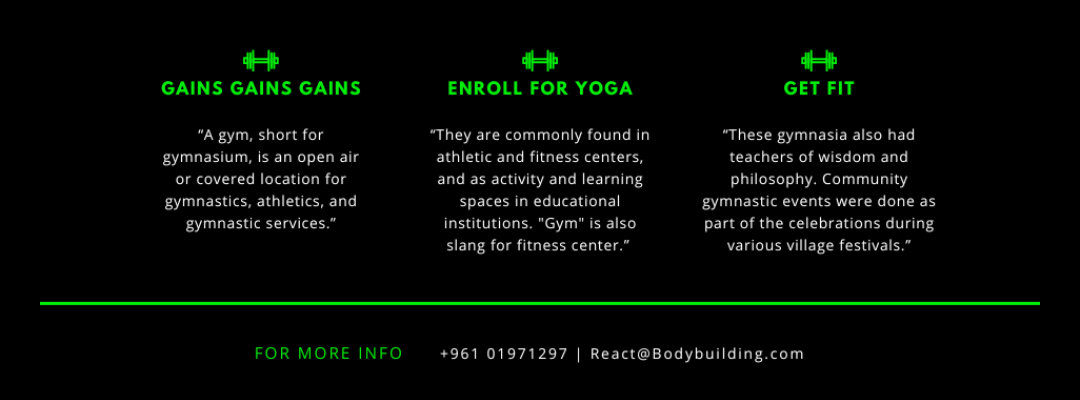 GAINS GAINS GAINS
“A gym, short for
gymnasium, is an open air
or covered location for
gymnastics, athletics, and
gymnastic services.”
ENROLL FOR YOGA
“They are commonly found in
athletic and fitness centers,
and as activity and learning
spaces in educational
institutions. "Gym" is also
slang for fitness center.”
GET FIT
“These gymnasia also had
teachers of wisdom and
philosophy. Community
gymnastic events were done as
part of the celebrations during
various village festivals.”
FOR MORE INFO +961 01971297 | React@Bodybuilding.com